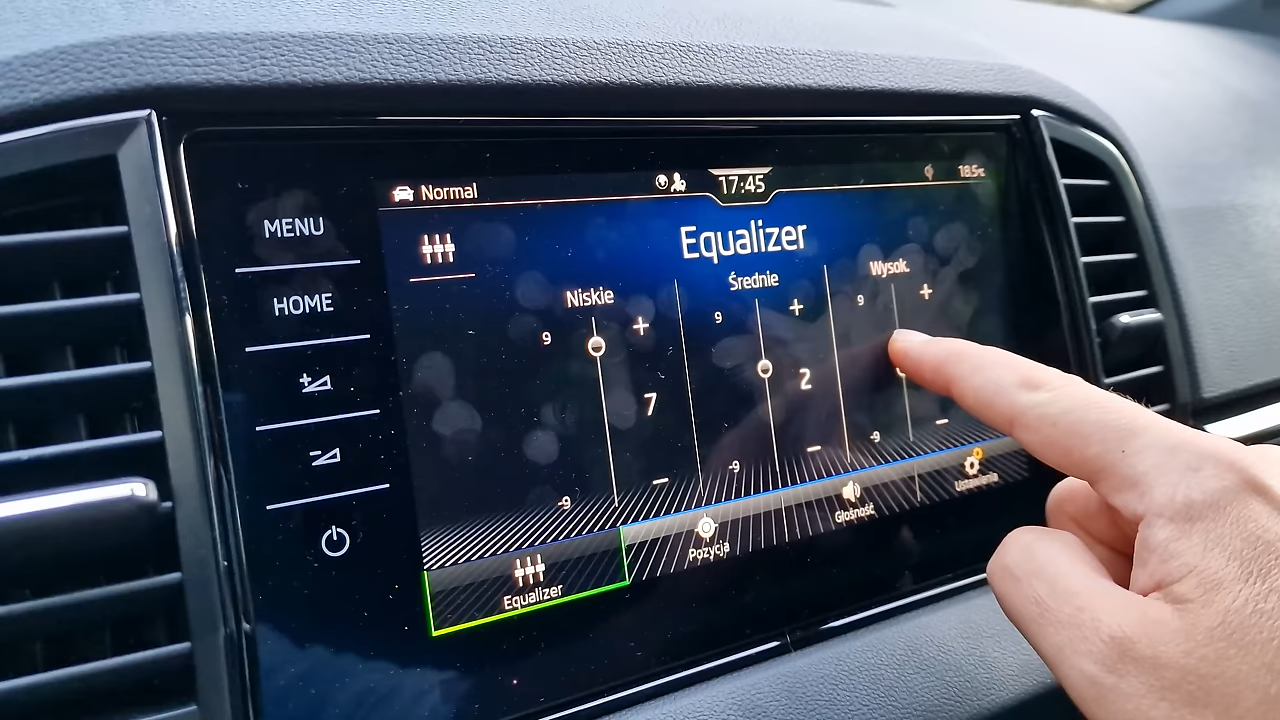 Normal
17:45
18.5°C
MENU
HOME
Equalizer
Niskie
Średnie
Wysok.
9
+
9
+
9
+
7
2
-9
−
-9
−
-9
−
Equalizer
Pozycja
Głośność
Ustawienia